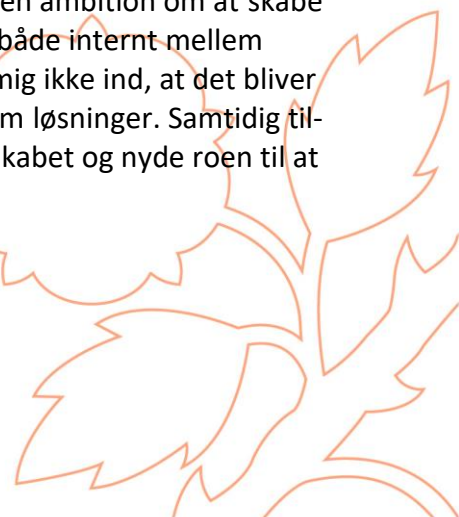 en ambition om at skabe
både internt mellem
mig ikke ind, at det bliver
m løsninger. Samtidig til-
kabet og nyde roen til at